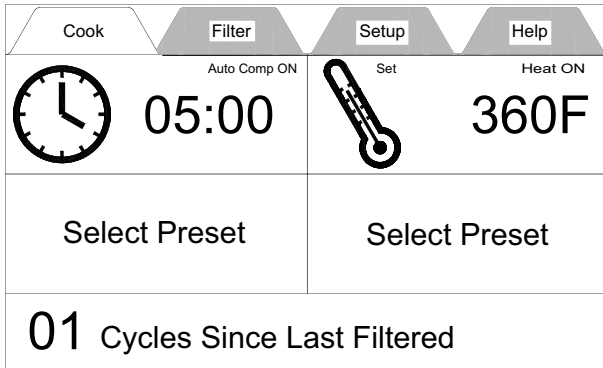 Cook Filter Setup Help
Auto Comp ON Set Heat ON
05:00 360F
Select Preset Select Preset
01 Cycles Since Last Filtered